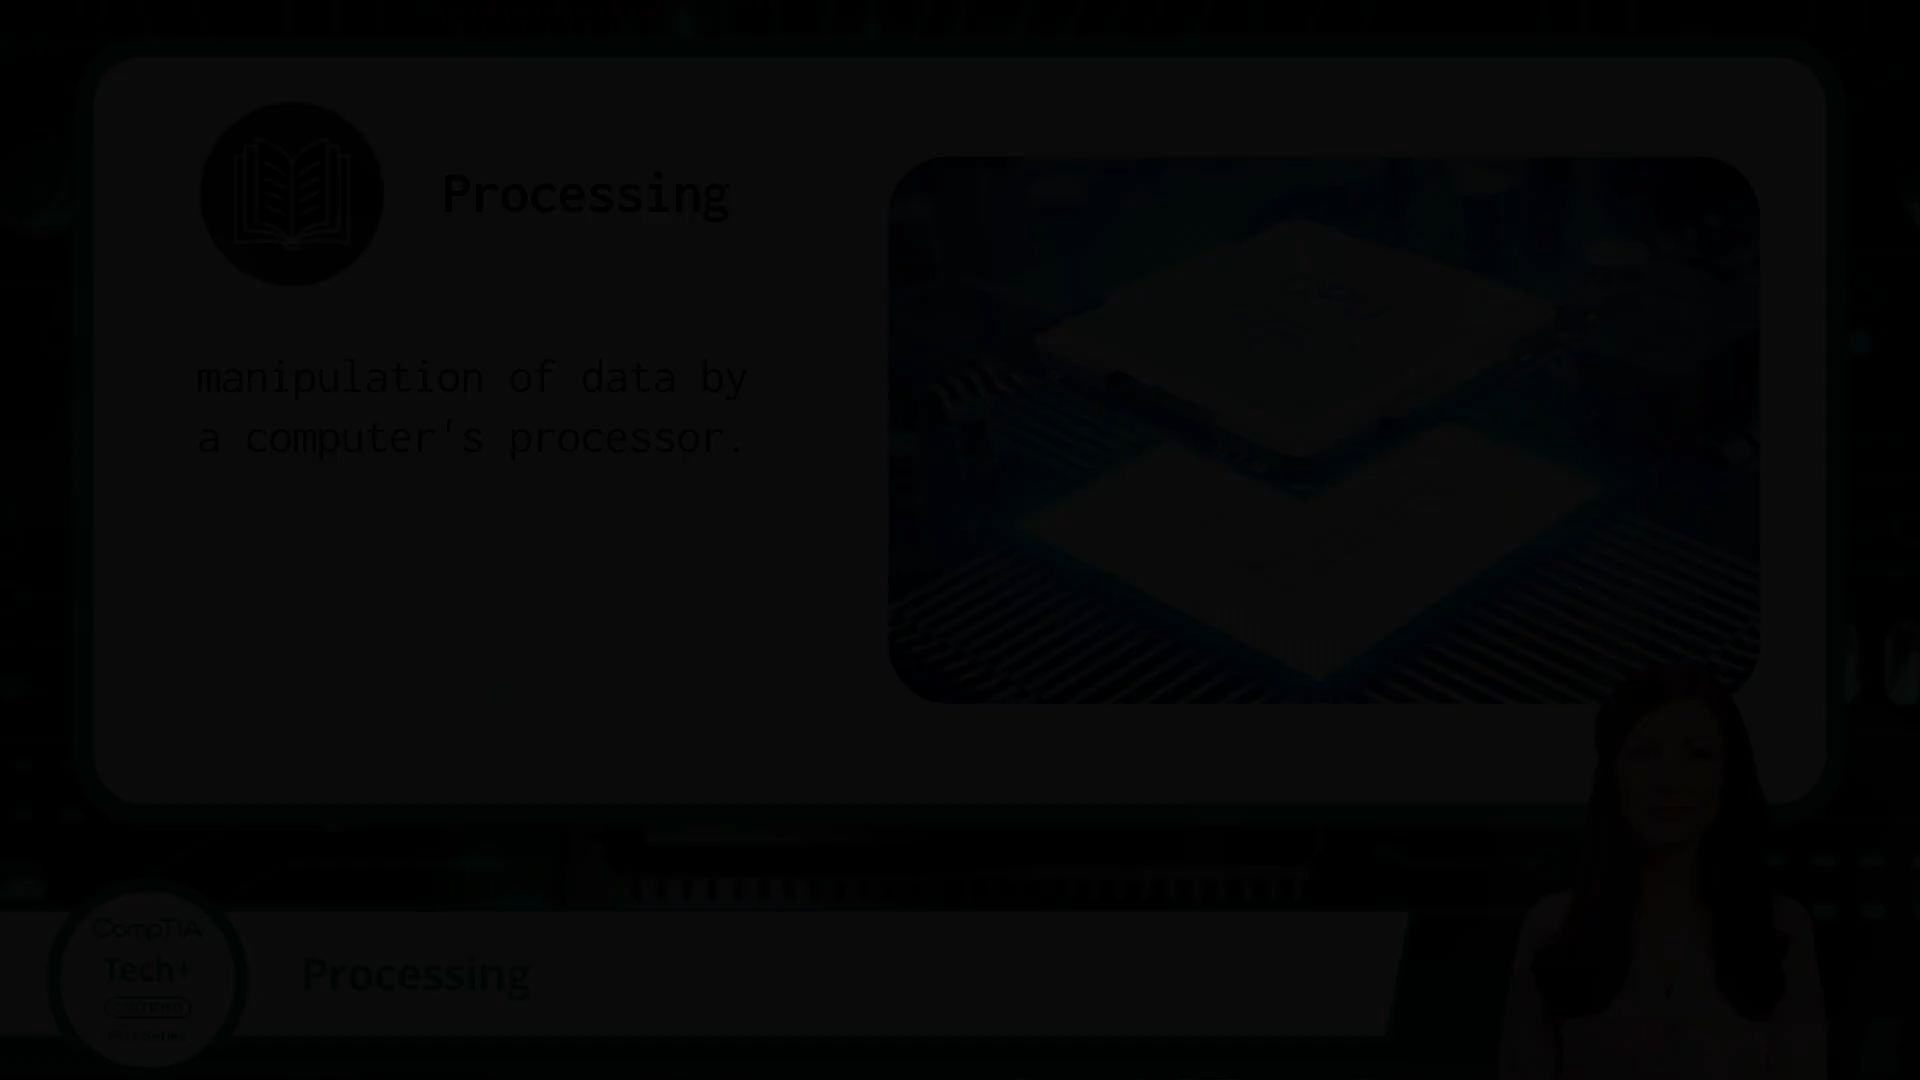 Processing
manipulation of data by
a computer's processor.
CompTIA
Tech+
Processing